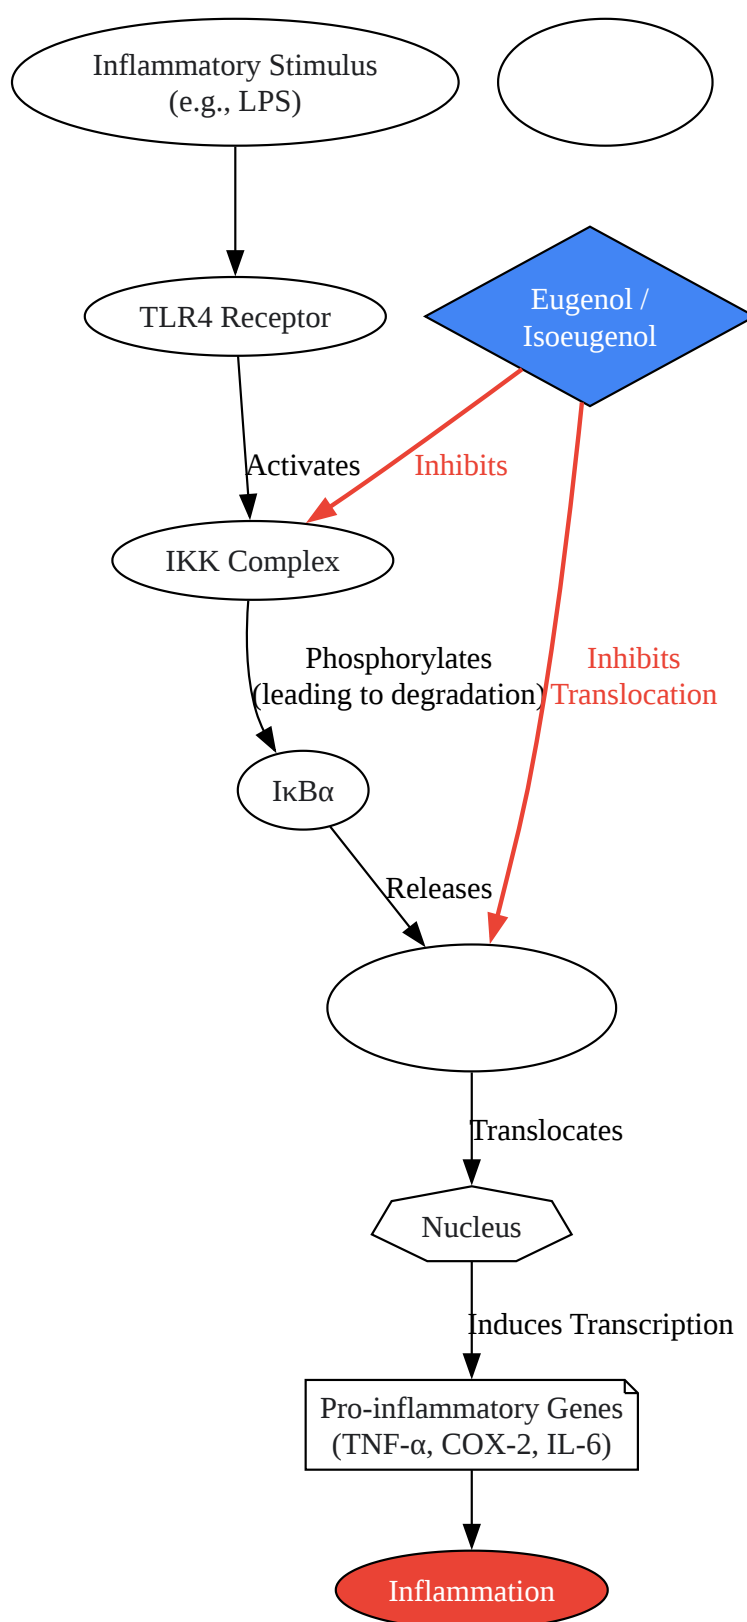 Inflammatory Stimulus
(e.g., LPS)
Eugenol /
Isoeugenol
TLR4 Receptor
Activates
Inhibits
IKK Complex
Phosphorylates
(leading to degradation)
Inhibits
Translocation
IκBα
Releases
Translocates
Nucleus
Induces Transcription
Pro-inflammatory Genes
(TNF-α, COX-2, IL-6)
Inflammation